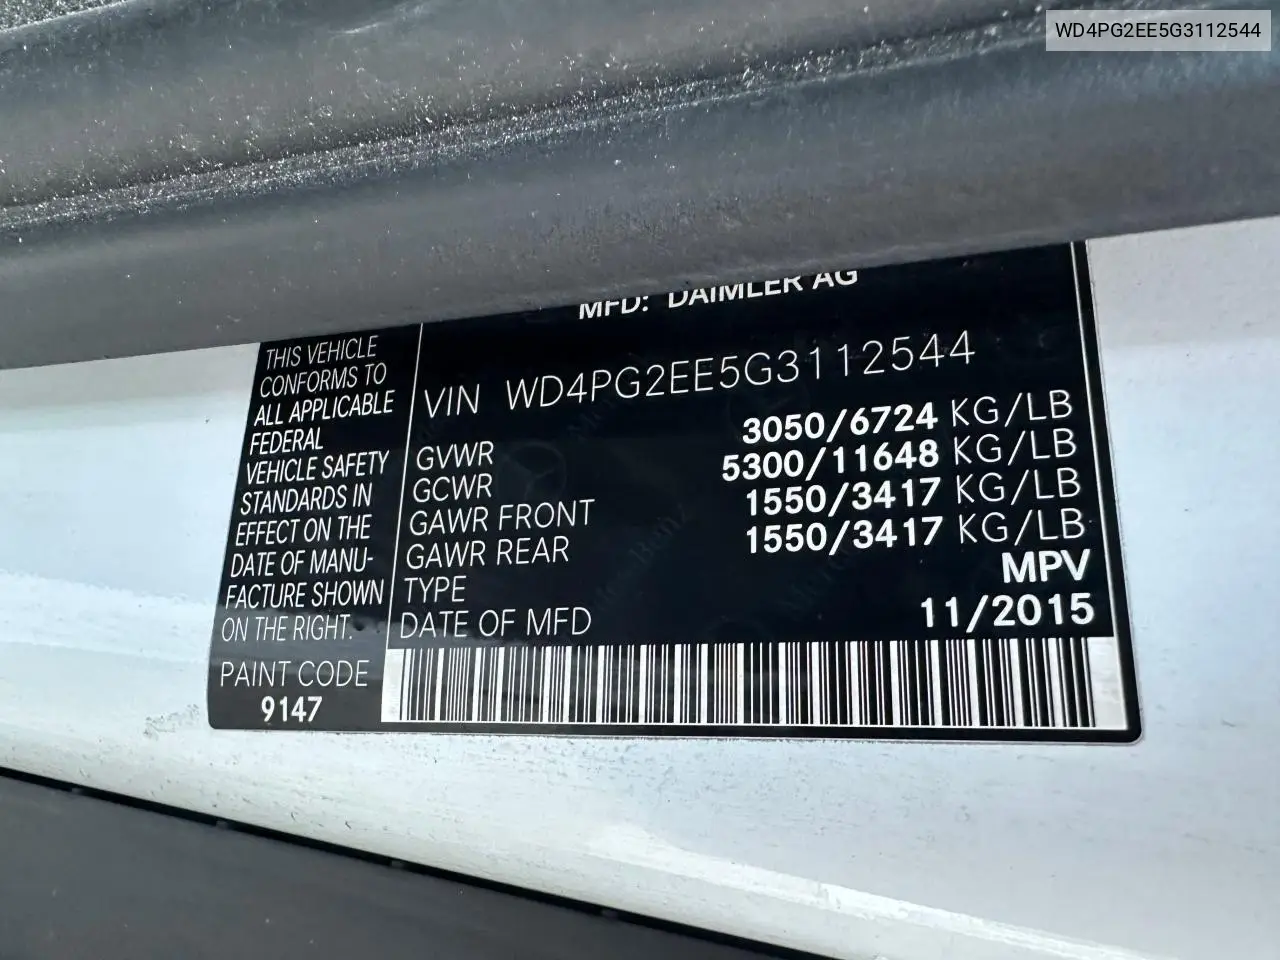 WD4PG2EE5G3112544
MFD: DAIMLER AG
THIS VEHICLE
CONFORMS TO
ALL APPLICABLE
FEDERAL
VEHICLE SAFETY
STANDARDS IN
EFFECT ON THE
DATE OF MANU-
FACTURE SHOWN
ON THE RIGHT.
PAINT CODE
9147
VIN WD4PG2EE5G3112544
GVWR 3050/6724 KG/LB
GCWR 5300/11648 KG/LB
GAWR FRONT 1550/3417 KG/LB
GAWR REAR 1550/3417 KG/LB
TYPE MPV
DATE OF MFD 11/2015